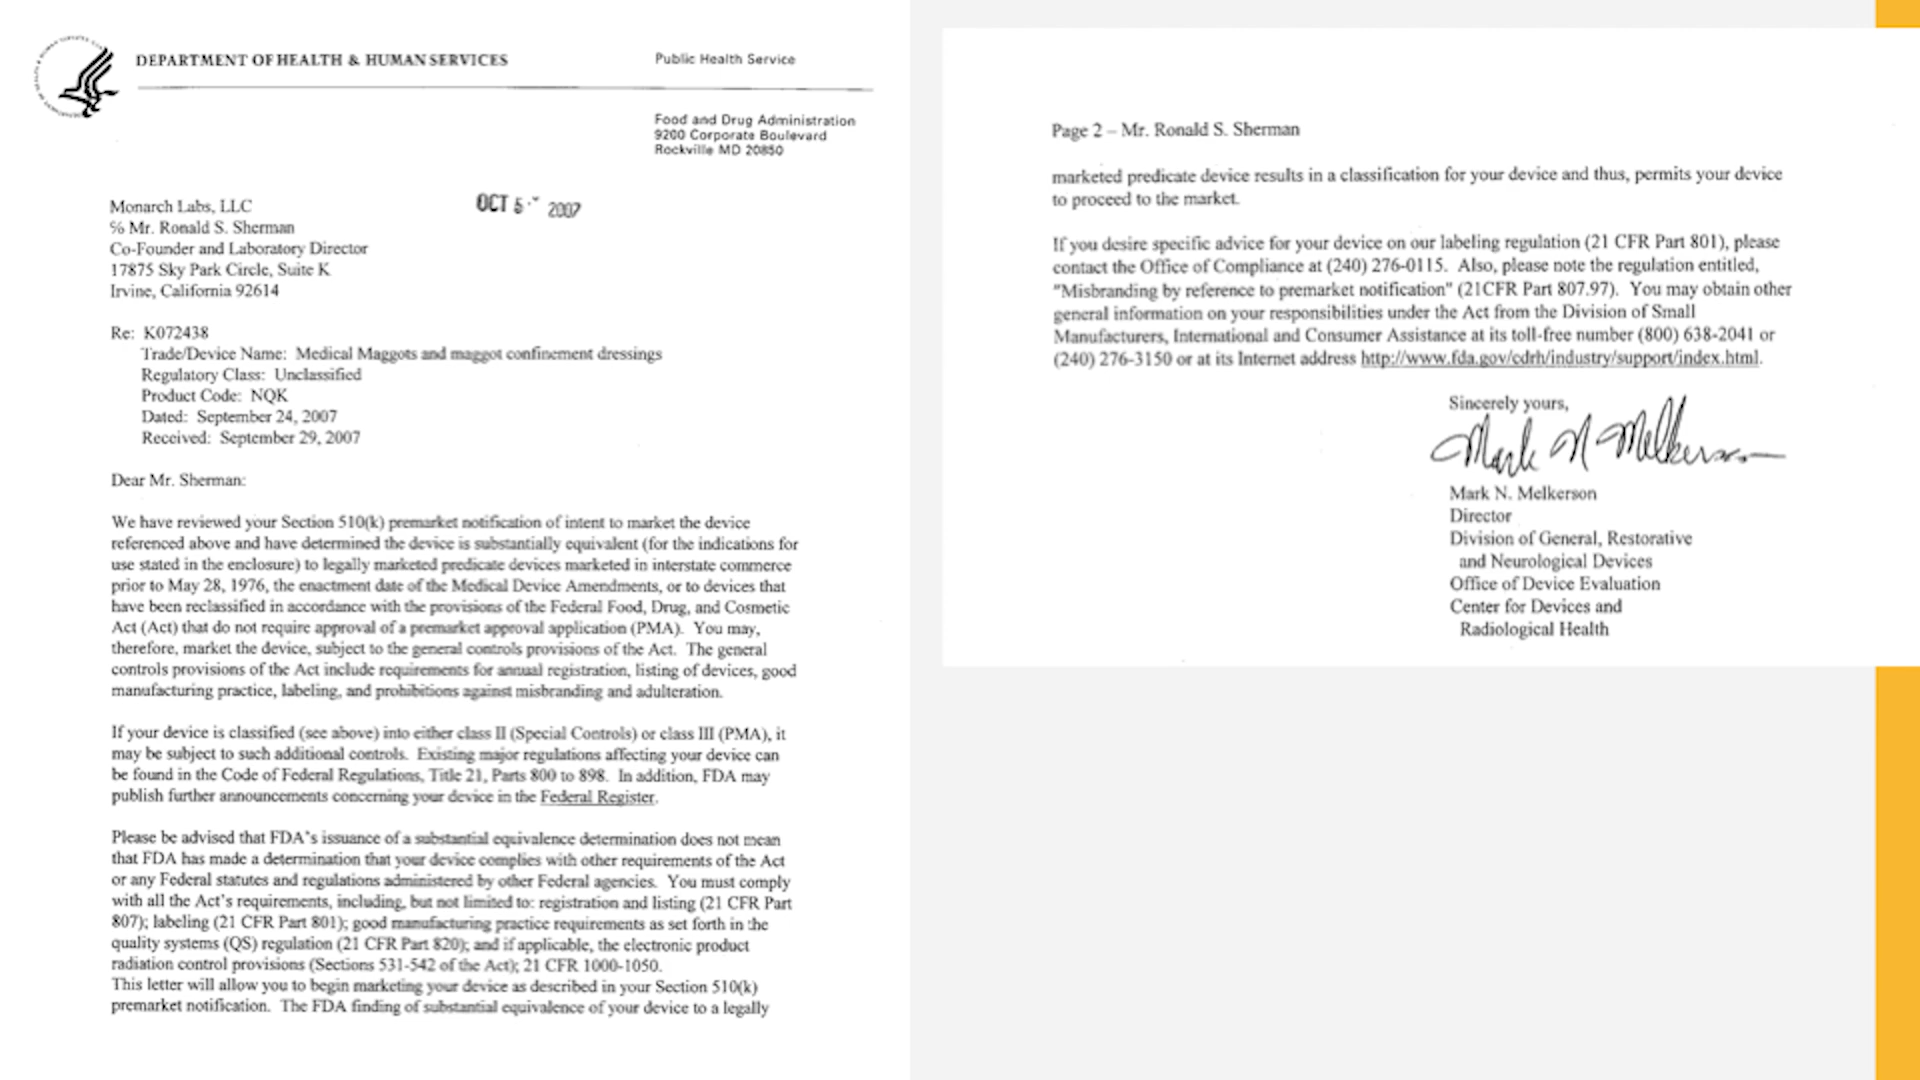 DEPARTMENT OF HEALTH & HUMAN SERVICES
Public Health Service
Food and Drug Administration
9200 Corporate Boulevard
Rockville MD 20850
OCT 5 2007
Monarch Labs, LLC
℅ Mr. Ronald S. Sherman
Co-Founder and Laboratory Director
17875 Sky Park Circle, Suite K
Irvine, California 92614
Re: K072438
Trade/Device Name: Medical Maggots and maggot confinement dressings
Regulatory Class: Unclassified
Product Code: NQK
Dated: September 24, 2007
Received: September 29, 2007
Dear Mr. Sherman:
We have reviewed your Section 510(k) premarket notification of intent to market the device
referenced above and have determined the device is substantially equivalent (for the indications for
use stated in the enclosure) to legally marketed predicate devices marketed in interstate commerce
prior to May 28, 1976, the enactment date of the Medical Device Amendments, or to devices that
have been reclassified in accordance with the provisions of the Federal Food, Drug, and Cosmetic
Act (Act) that do not require approval of a premarket approval application (PMA). You may,
therefore, market the device, subject to the general controls provisions of the Act. The general
controls provisions of the Act include requirements for annual registration, listing of devices, good
manufacturing practice, labeling, and prohibitions against misbranding and adulteration.
If your device is classified (see above) into either class II (Special Controls) or class III (PMA), it
may be subject to such additional controls. Existing major regulations affecting your device can
be found in the Code of Federal Regulations, Title 21, Parts 800 to 898. In addition, FDA may
publish further announcements concerning your device in the Federal Register.
Please be advised that FDA's issuance of a substantial equivalence determination does not mean
that FDA has made a determination that your device complies with other requirements of the Act
or any Federal statutes and regulations administered by other Federal agencies. You must comply
with all the Act's requirements, including, but not limited to: registration and listing (21 CFR Part
807); labeling (21 CFR Part 801); good manufacturing practice requirements as set forth in the
quality systems (QS) regulation (21 CFR Part 820); and if applicable, the electronic product
radiation control provisions (Sections 531-542 of the Act); 21 CFR 1000-1050.
This letter will allow you to begin marketing your device as described in your Section 510(k)
premarket notification. The FDA finding of substantial equivalence of your device to a legally
Page 2 – Mr. Ronald S. Sherman
marketed predicate device results in a classification for your device and thus, permits your device
to proceed to the market.
If you desire specific advice for your device on our labeling regulation (21 CFR Part 801), please
contact the Office of Compliance at (240) 276-0115. Also, please note the regulation entitled,
"Misbranding by reference to premarket notification" (21CFR Part 807.97). You may obtain other
general information on your responsibilities under the Act from the Division of Small
Manufacturers, International and Consumer Assistance at its toll-free number (800) 638-2041 or
(240) 276-3150 or at its Internet address http://www.fda.gov/cdrh/industry/support/index.html.
Sincerely yours,
Mark N Melkerson
Mark N. Melkerson
Director
Division of General, Restorative
and Neurological Devices
Office of Device Evaluation
Center for Devices and
Radiological Health